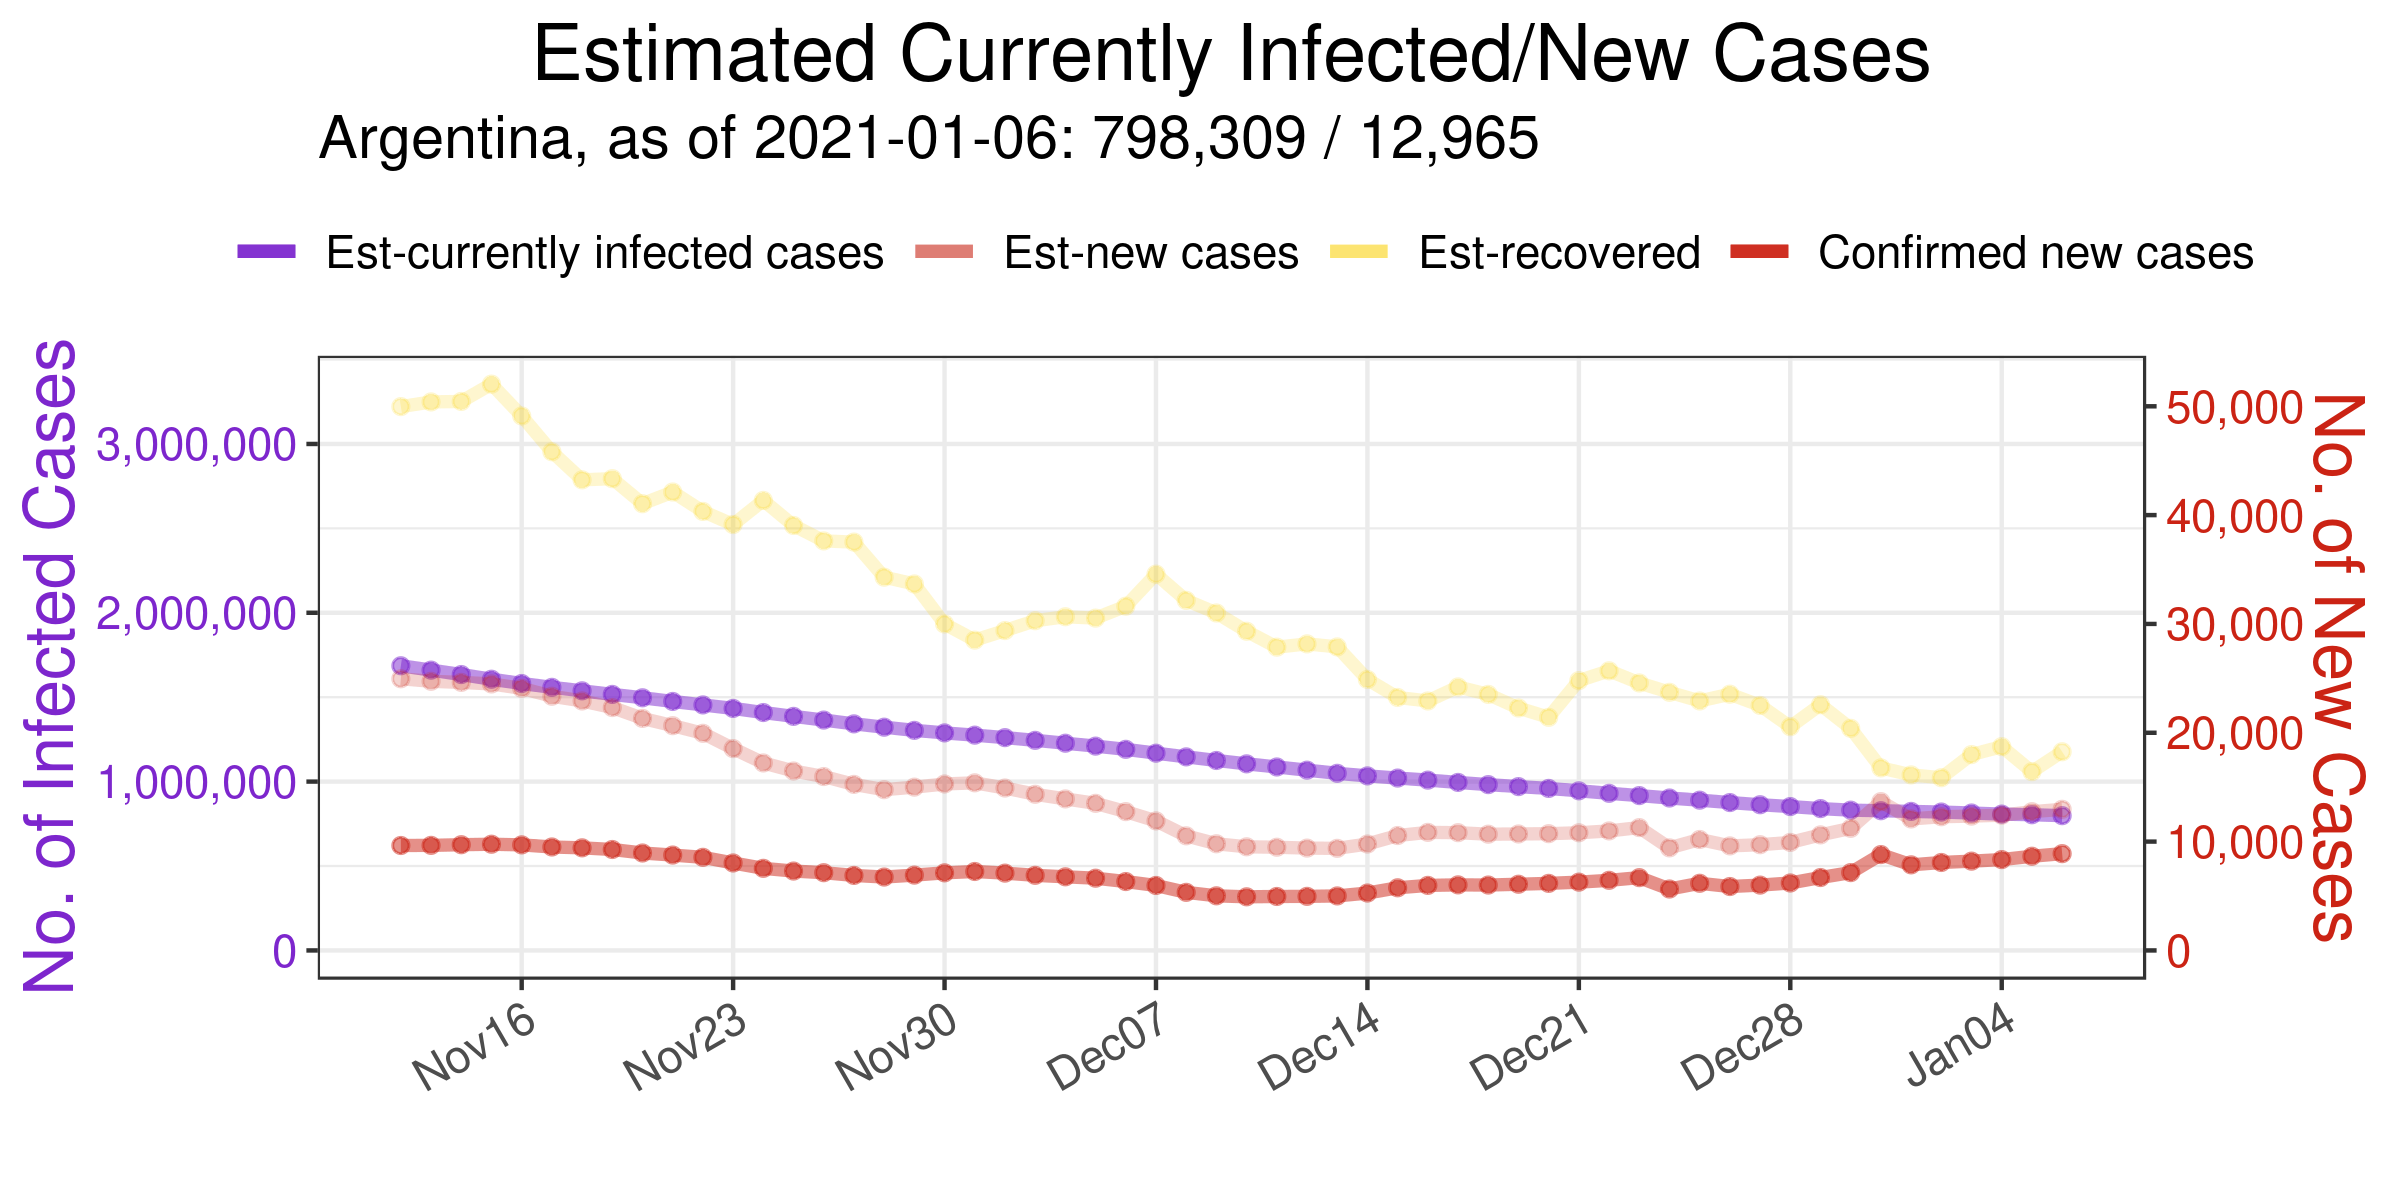 Estimated Currently Infected/New Cases
Argentina, as of 2021-01-06: 798,309 / 12,965
Est-currently infected cases
Est-new cases
Est-recovered
Confirmed new cases
No. of Infected Cases
3,000,000
2,000,000
1,000,000
0
50,000
40,000
30,000
20,000
10,000
0
No. of New Cases
Nov16
Nov23
Nov30
Dec07
Dec14
Dec21
Dec28
Jan04